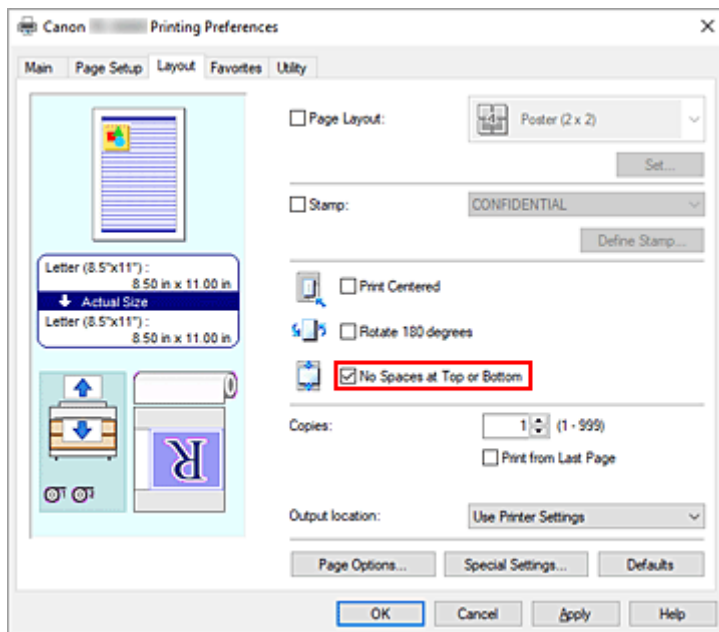 Canon Printing Preferences
Main Page Setup Layout Favorites Utility
Page Layout: Poster (2 x 2)
Set...
Stamp: CONFIDENTIAL
Define Stamp...
Letter (8.5"x11") :
8.50 in x 11.00 in
Actual Size
Letter (8.5"x11") :
8.50 in x 11.00 in
Print Centered
Rotate 180 degrees
No Spaces at Top or Bottom
R
Copies: 1 (1 - 999)
Print from Last Page
Output location: Use Printer Settings
Page Options... Special Settings... Defaults
OK Cancel Apply Help